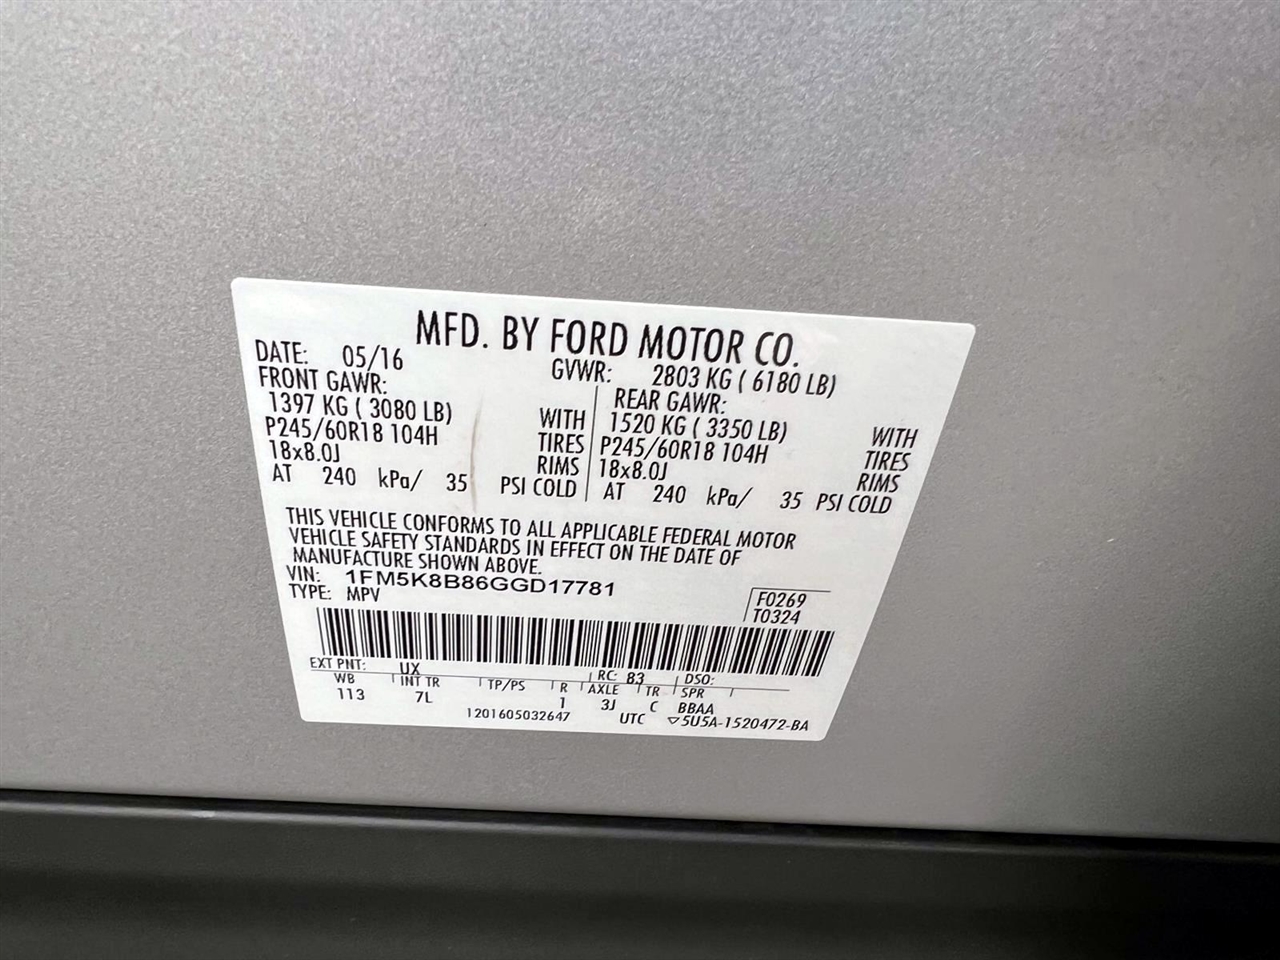 MFD. BY FORD MOTOR CO.
DATE: 05/16 GVWR: 2803 KG ( 6180 LB)
FRONT GAWR: REAR GAWR:
1397 KG ( 3080 LB) WITH 1520 KG ( 3350 LB) WITH
P245/60R18 104H TIRES P245/60R18 104H TIRES
18x8.0J RIMS 18x8.0J RIMS
AT 240 kPa/ 35 PSI COLD AT 240 kPa/ 35 PSI COLD
THIS VEHICLE CONFORMS TO ALL APPLICABLE FEDERAL MOTOR
VEHICLE SAFETY STANDARDS IN EFFECT ON THE DATE OF
MANUFACTURE SHOWN ABOVE.
VIN: 1FM5K8B86GGD17781 F0269
TYPE: MPV T0324
EXT PNT: UX RC: 83 DSO:
WB INT TR TP/PS R AXLE TR SPR
113 7L 1 3J C BBAA
1201605032647 UTC ▽5U5A-1520472-BA